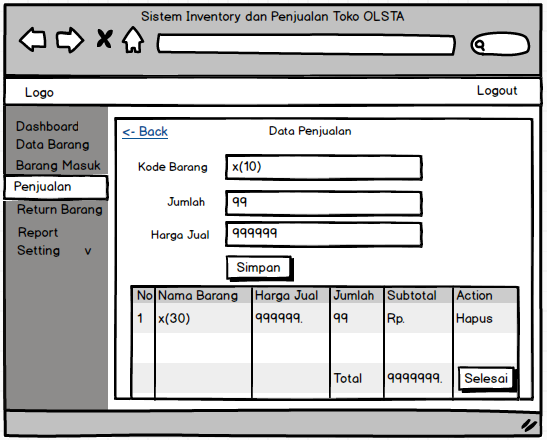 Sistem Inventory dan Penjualan Toko OLSTA
Logo
Logout
Dashboard
Data Barang
Barang Masuk
Penjualan
Return Barang
Report
Setting v
<- Back
Data Penjualan
Kode Barang x(10)
Jumlah 99
Harga Jual 999999
Simpan
No Nama Barang Harga Jual Jumlah Subtotal Action
1 x(30) 999999. 99 Rp. Hapus
Total 9999999. Selesai